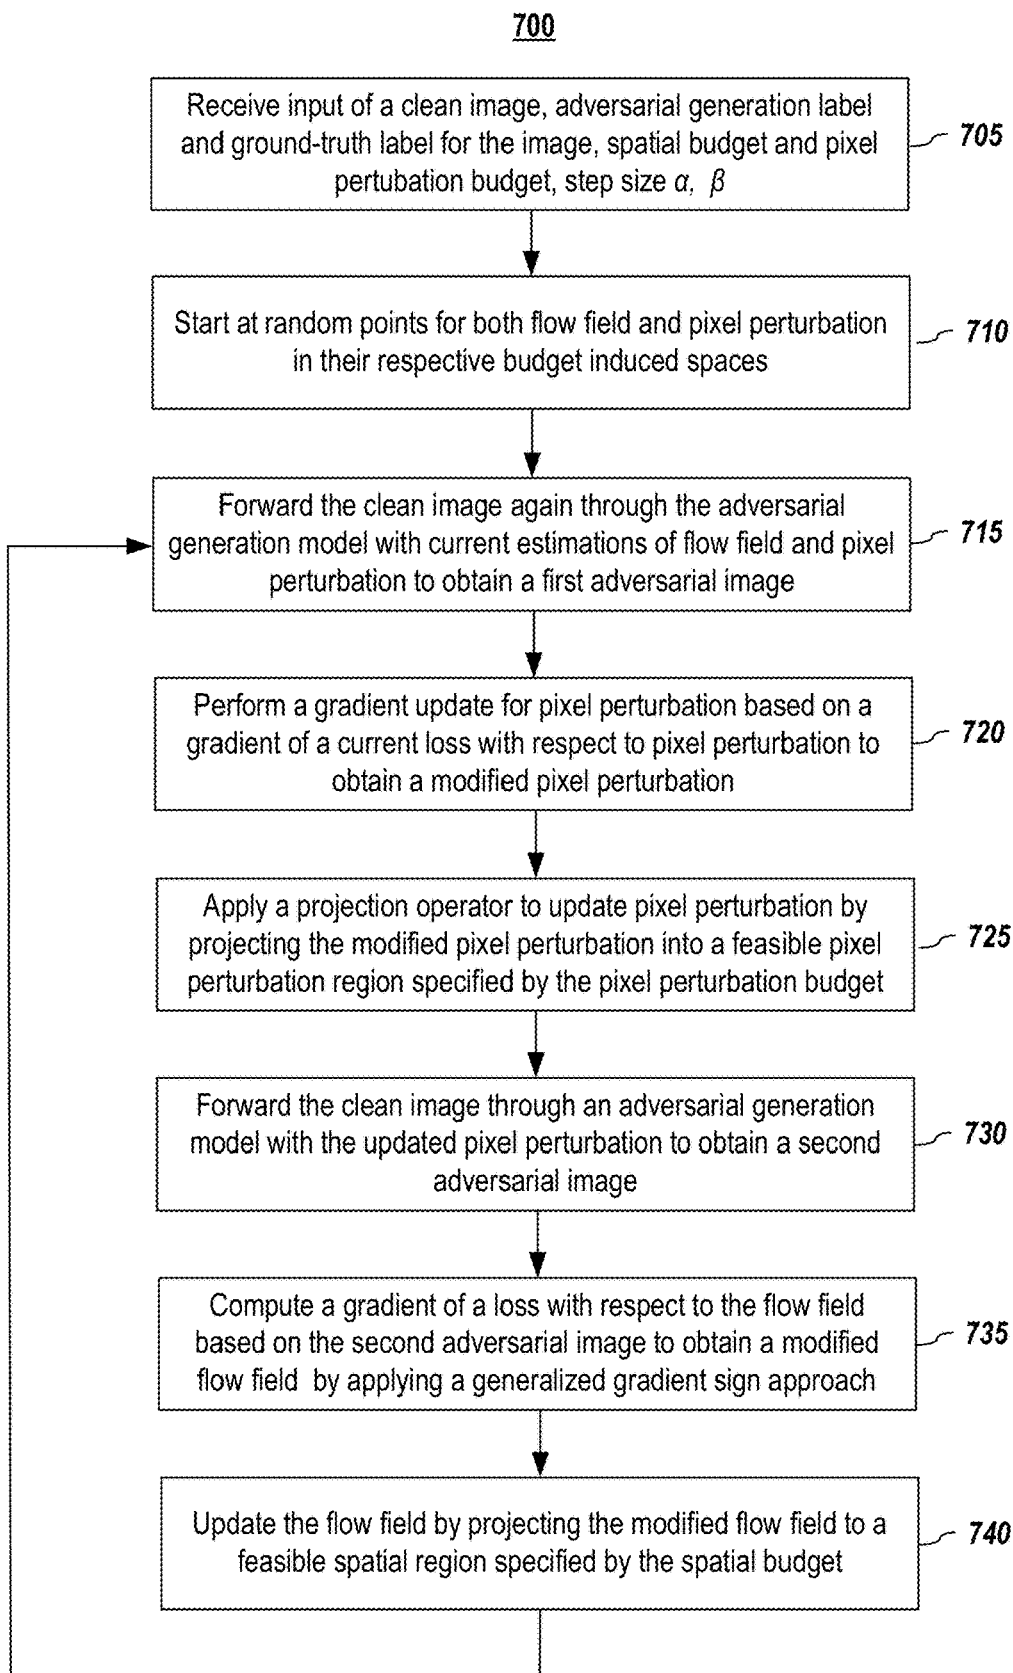 700
Receive input of a clean image, adversarial generation label
and ground-truth label for the image, spatial budget and pixel
pertubation budget, step size α, β
705
Start at random points for both flow field and pixel perturbation
in their respective budget induced spaces
710
Forward the clean image again through the adversarial
generation model with current estimations of flow field and pixel
perturbation to obtain a first adversarial image
715
Perform a gradient update for pixel perturbation based on a
gradient of a current loss with respect to pixel perturbation to
obtain a modified pixel perturbation
720
Apply a projection operator to update pixel perturbation by
projecting the modified pixel perturbation into a feasible pixel
perturbation region specified by the pixel perturbation budget
725
Forward the clean image through an adversarial generation
model with the updated pixel perturbation to obtain a second
adversarial image
730
Compute a gradient of a loss with respect to the flow field
based on the second adversarial image to obtain a modified
flow field by applying a generalized gradient sign approach
735
Update the flow field by projecting the modified flow field to a
feasible spatial region specified by the spatial budget
740